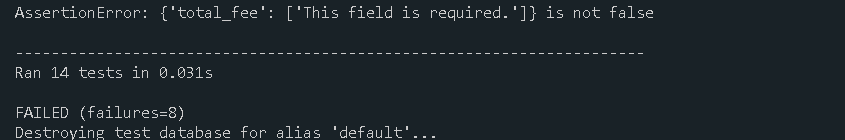 AssertionError: {'total_fee': ['This field is required.']} is not false
----------------------------------------------------------------------
Ran 14 tests in 0.031s
FAILED (failures=8)
Destroying test database for alias 'default'...